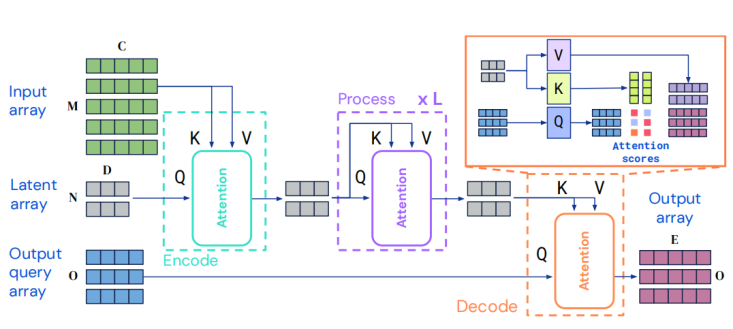 C
Input
array
M
K
V
Q
Attention
Encode
D
Latent
array
N
Process
x L
K
V
Q
Attention
V
K
Q
Attention
scores
K
V
Q
Attention
Decode
Output
query
array
O
Output
array
E
O